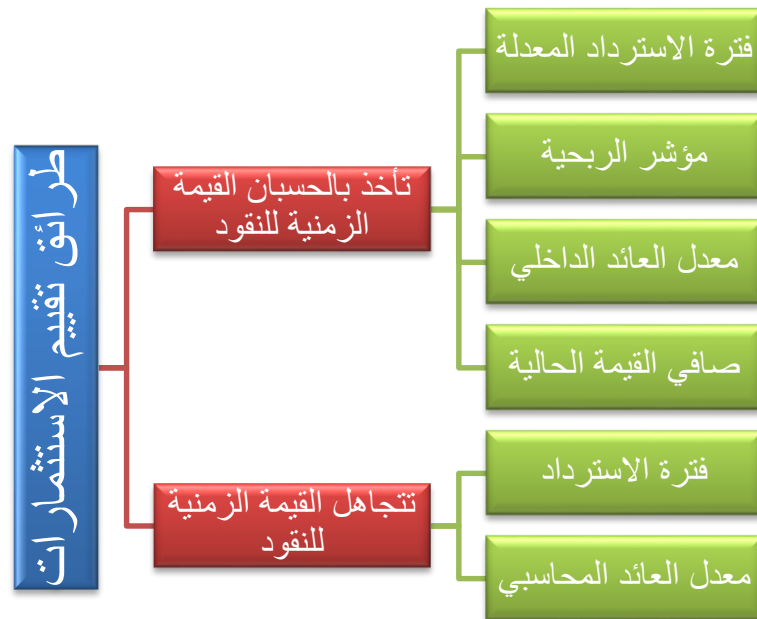 طرائق تقييم الاستثمارات
تأخذ بالحسبان القيمة
الزمنية للنقود
فترة الاسترداد المعدلة
مؤشر الربحية
معدل العائد الداخلي
صافي القيمة الحالية
تتجاهل القيمة الزمنية
للنقود
فترة الاسترداد
معدل العائد المحاسبي